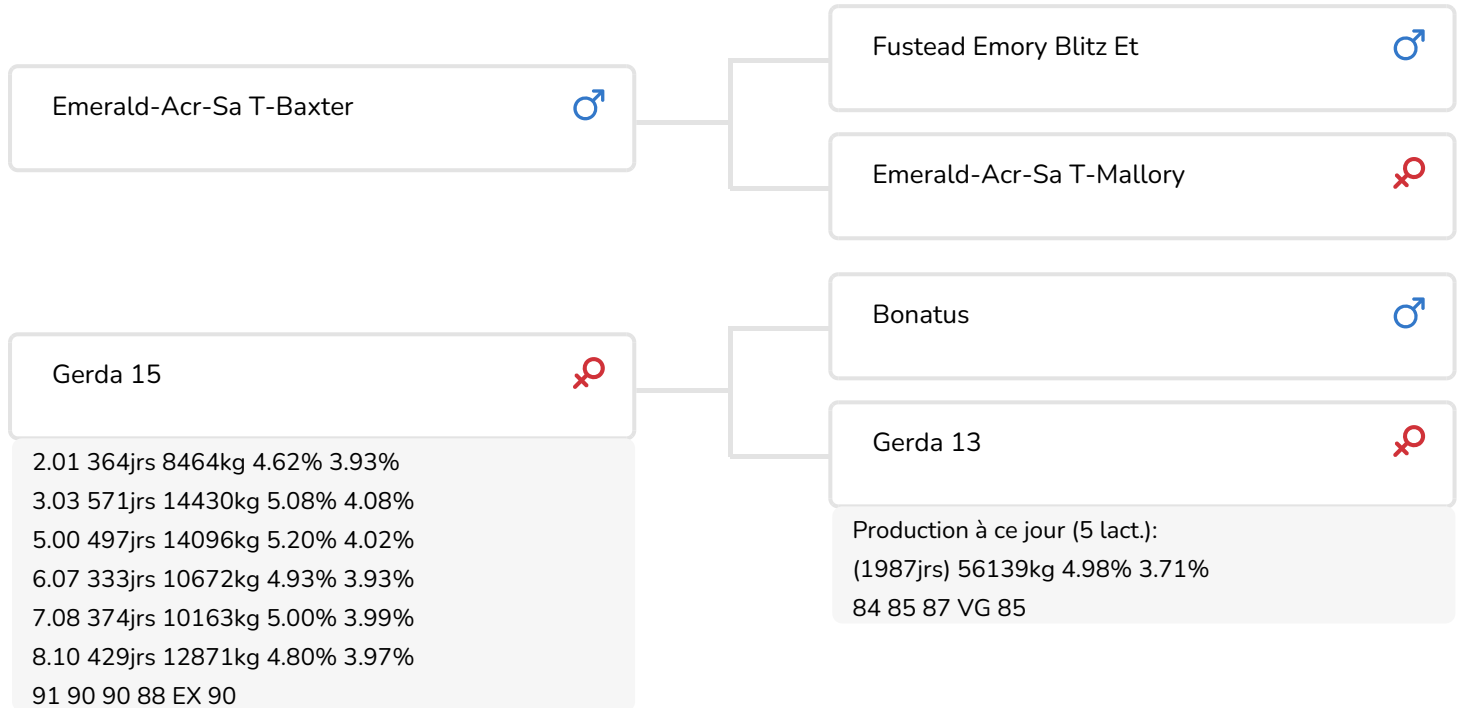 Emerald-Acr-Sa T-Baxter
Fustead Emory Blitz Et
Emerald-Acr-Sa T-Mallory
Gerda 15
2.01 364jrs 8464kg 4.62% 3.93%
3.03 571jrs 14430kg 5.08% 4.08%
5.00 497jrs 14096kg 5.20% 4.02%
6.07 333jrs 10672kg 4.93% 3.93%
7.08 374jrs 10163kg 5.00% 3.99%
8.10 429jrs 12871kg 4.80% 3.97%
91 90 90 88 EX 90
Bonatus
Gerda 13
Production à ce jour (5 lact.):
(1987jrs) 56139kg 4.98% 3.71%
84 85 87 VG 85